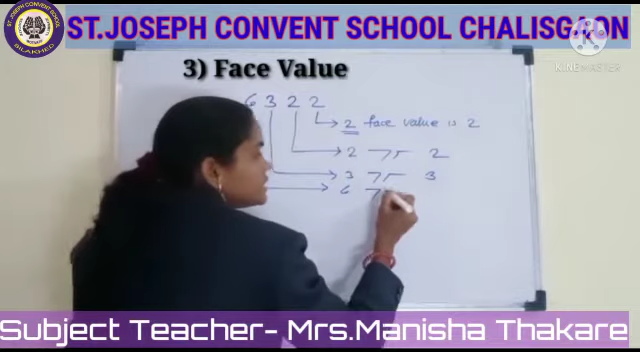 ST.JOSEPH CONVENT SCHOOL CHALISGAON
KINEMASTER
3) Face Value
6 3 2 2
2 face value is 2
2 2
3 3
6
Subject Teacher- Mrs.Manisha Thakare